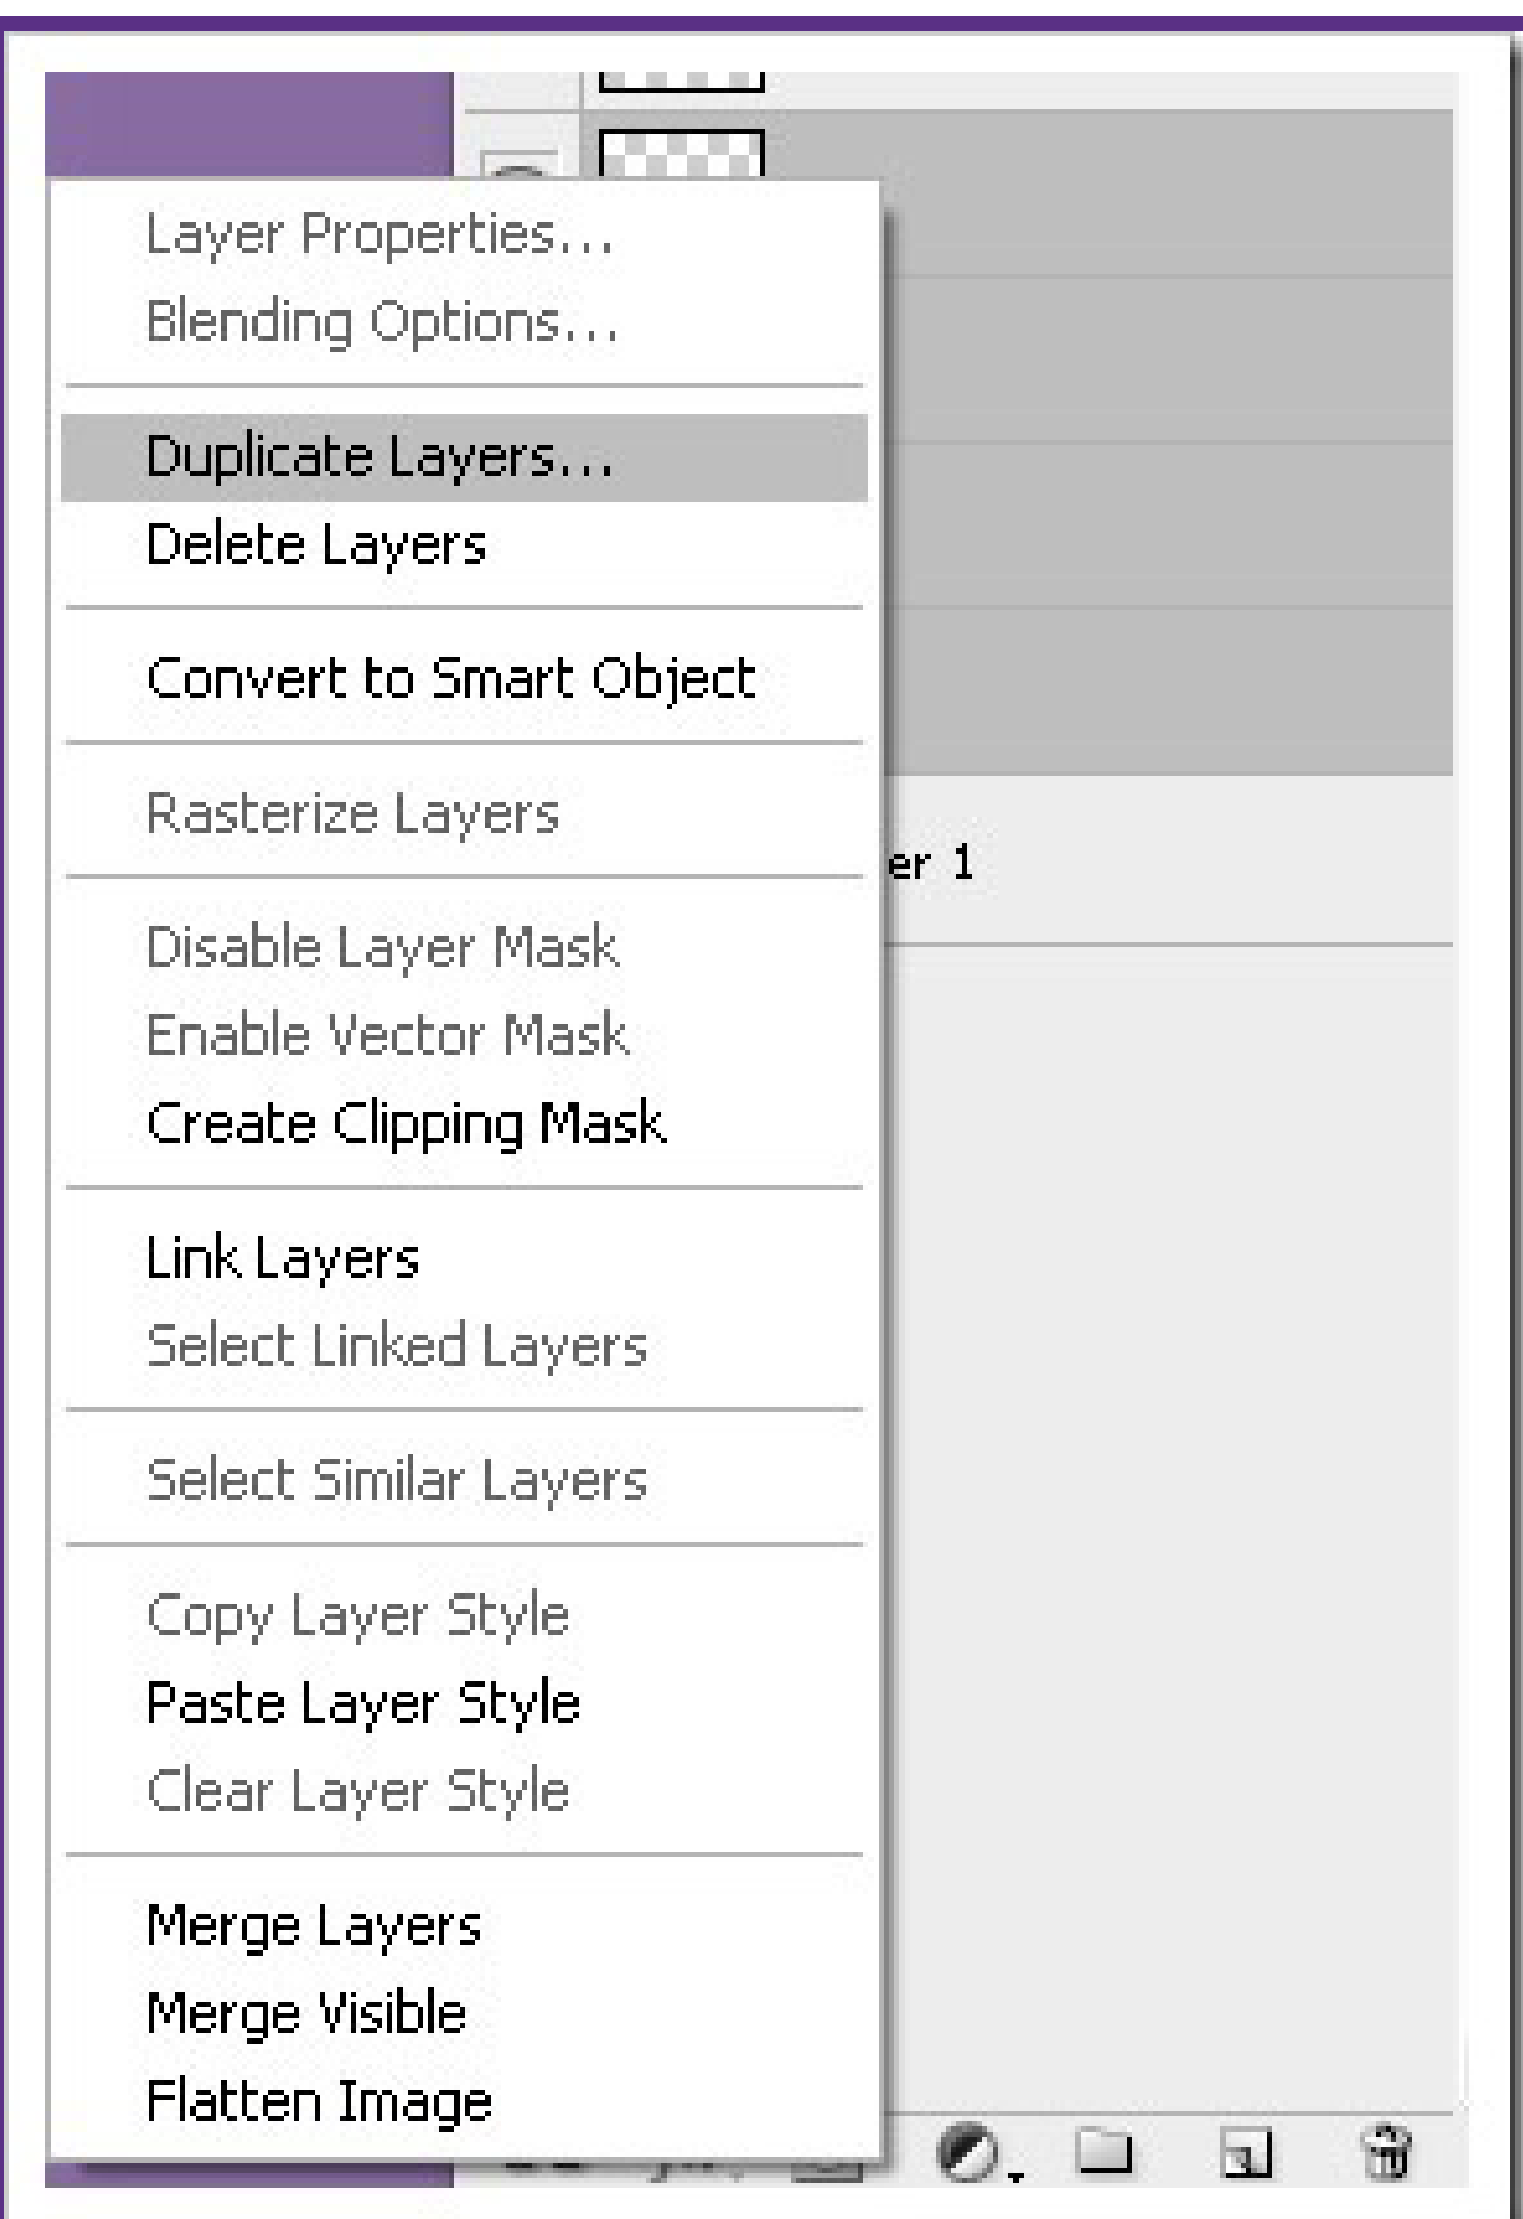 Layer Properties...
Blending Options...
Duplicate Layers...
Delete Layers
Convert to Smart Object
Rasterize Layers
er 1
Disable Layer Mask
Enable Vector Mask
Create Clipping Mask
Link Layers
Select Linked Layers
Select Similar Layers
Copy Layer Style
Paste Layer Style
Clear Layer Style
Merge Layers
Merge Visible
Flatten Image